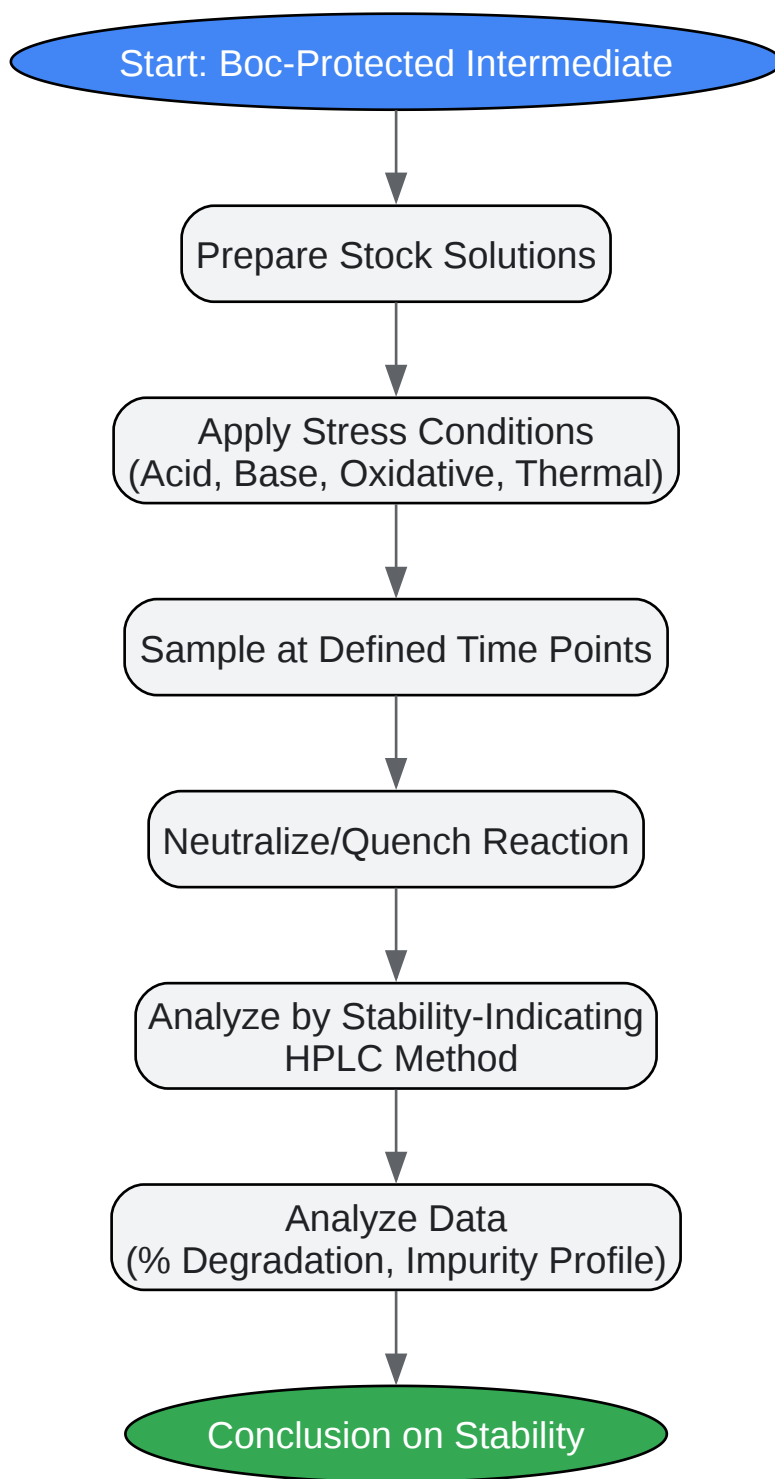 Start: Boc-Protected Intermediate
Prepare Stock Solutions
Apply Stress Conditions
(Acid, Base, Oxidative, Thermal)
Sample at Defined Time Points
Neutralize/Quench Reaction
Analyze by Stability-Indicating
HPLC Method
Analyze Data
(% Degradation, Impurity Profile)
Conclusion on Stability